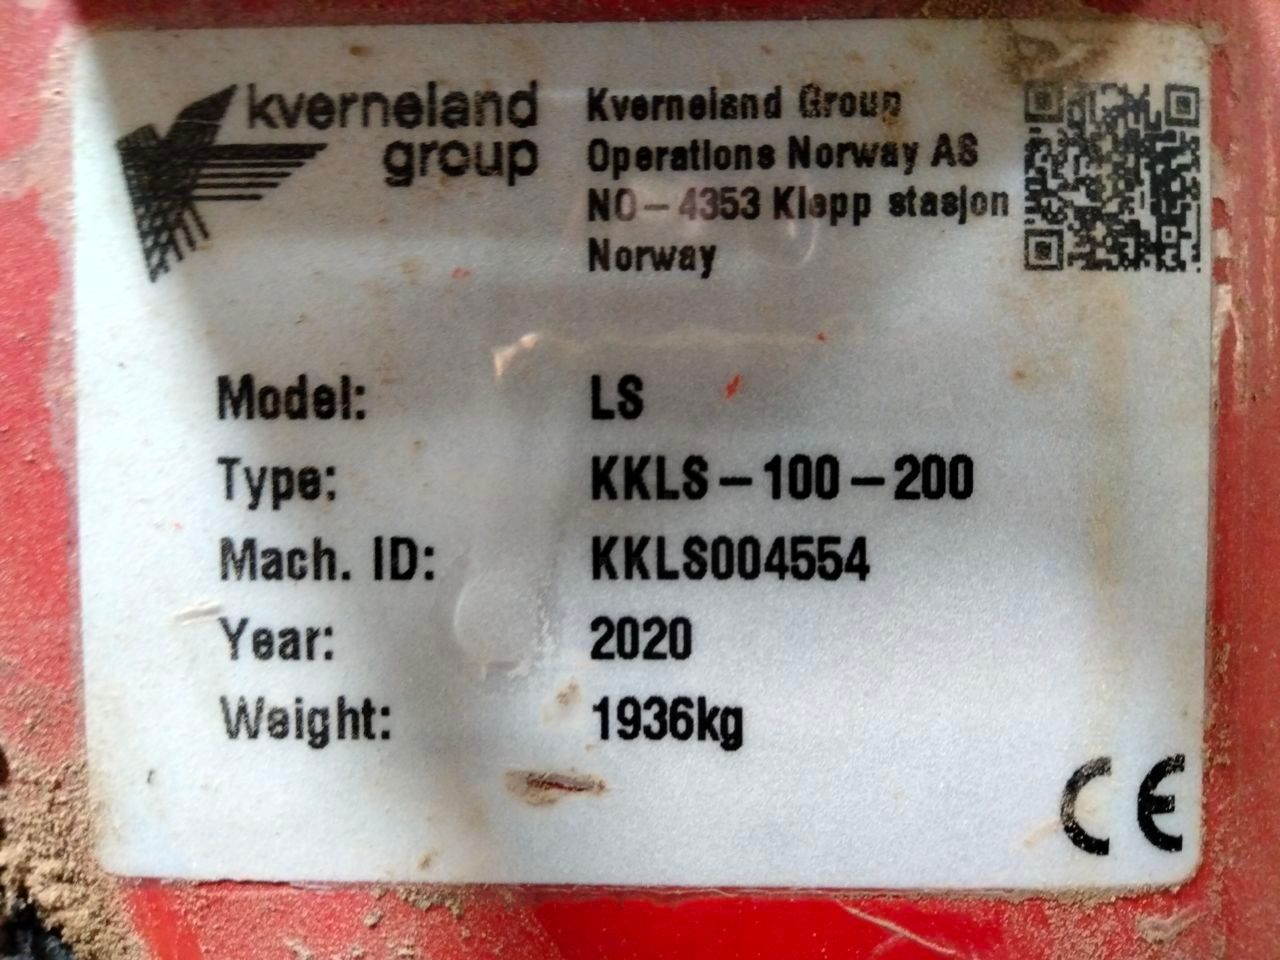 kverneland
group
Kverneland Group
Operations Norway AS
NO-4353 Klepp stasjon
Norway
Model: LS
Type: KKLS-100-200
Mach. ID: KKLS004554
Year: 2020
Weight: 1936kg
CE